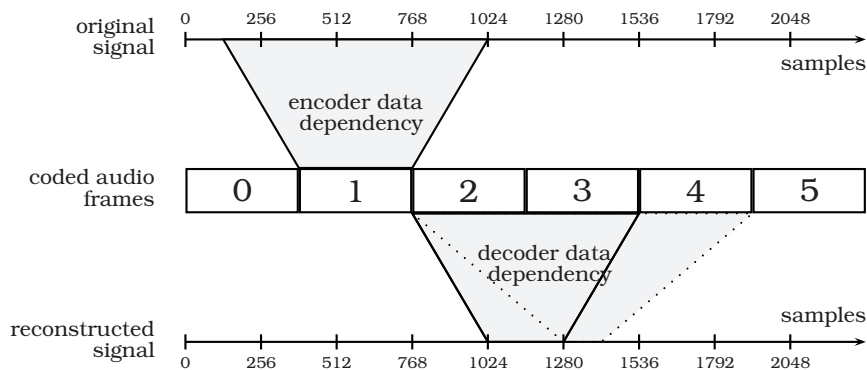 0 256 512 768 1024 1280 1536 1792 2048
original
signal
samples
encoder data
dependency
coded audio
frames
0 1 2 3 4 5
decoder data
dependency
samples
reconstructed
signal
0 256 512 768 1024 1280 1536 1792 2048